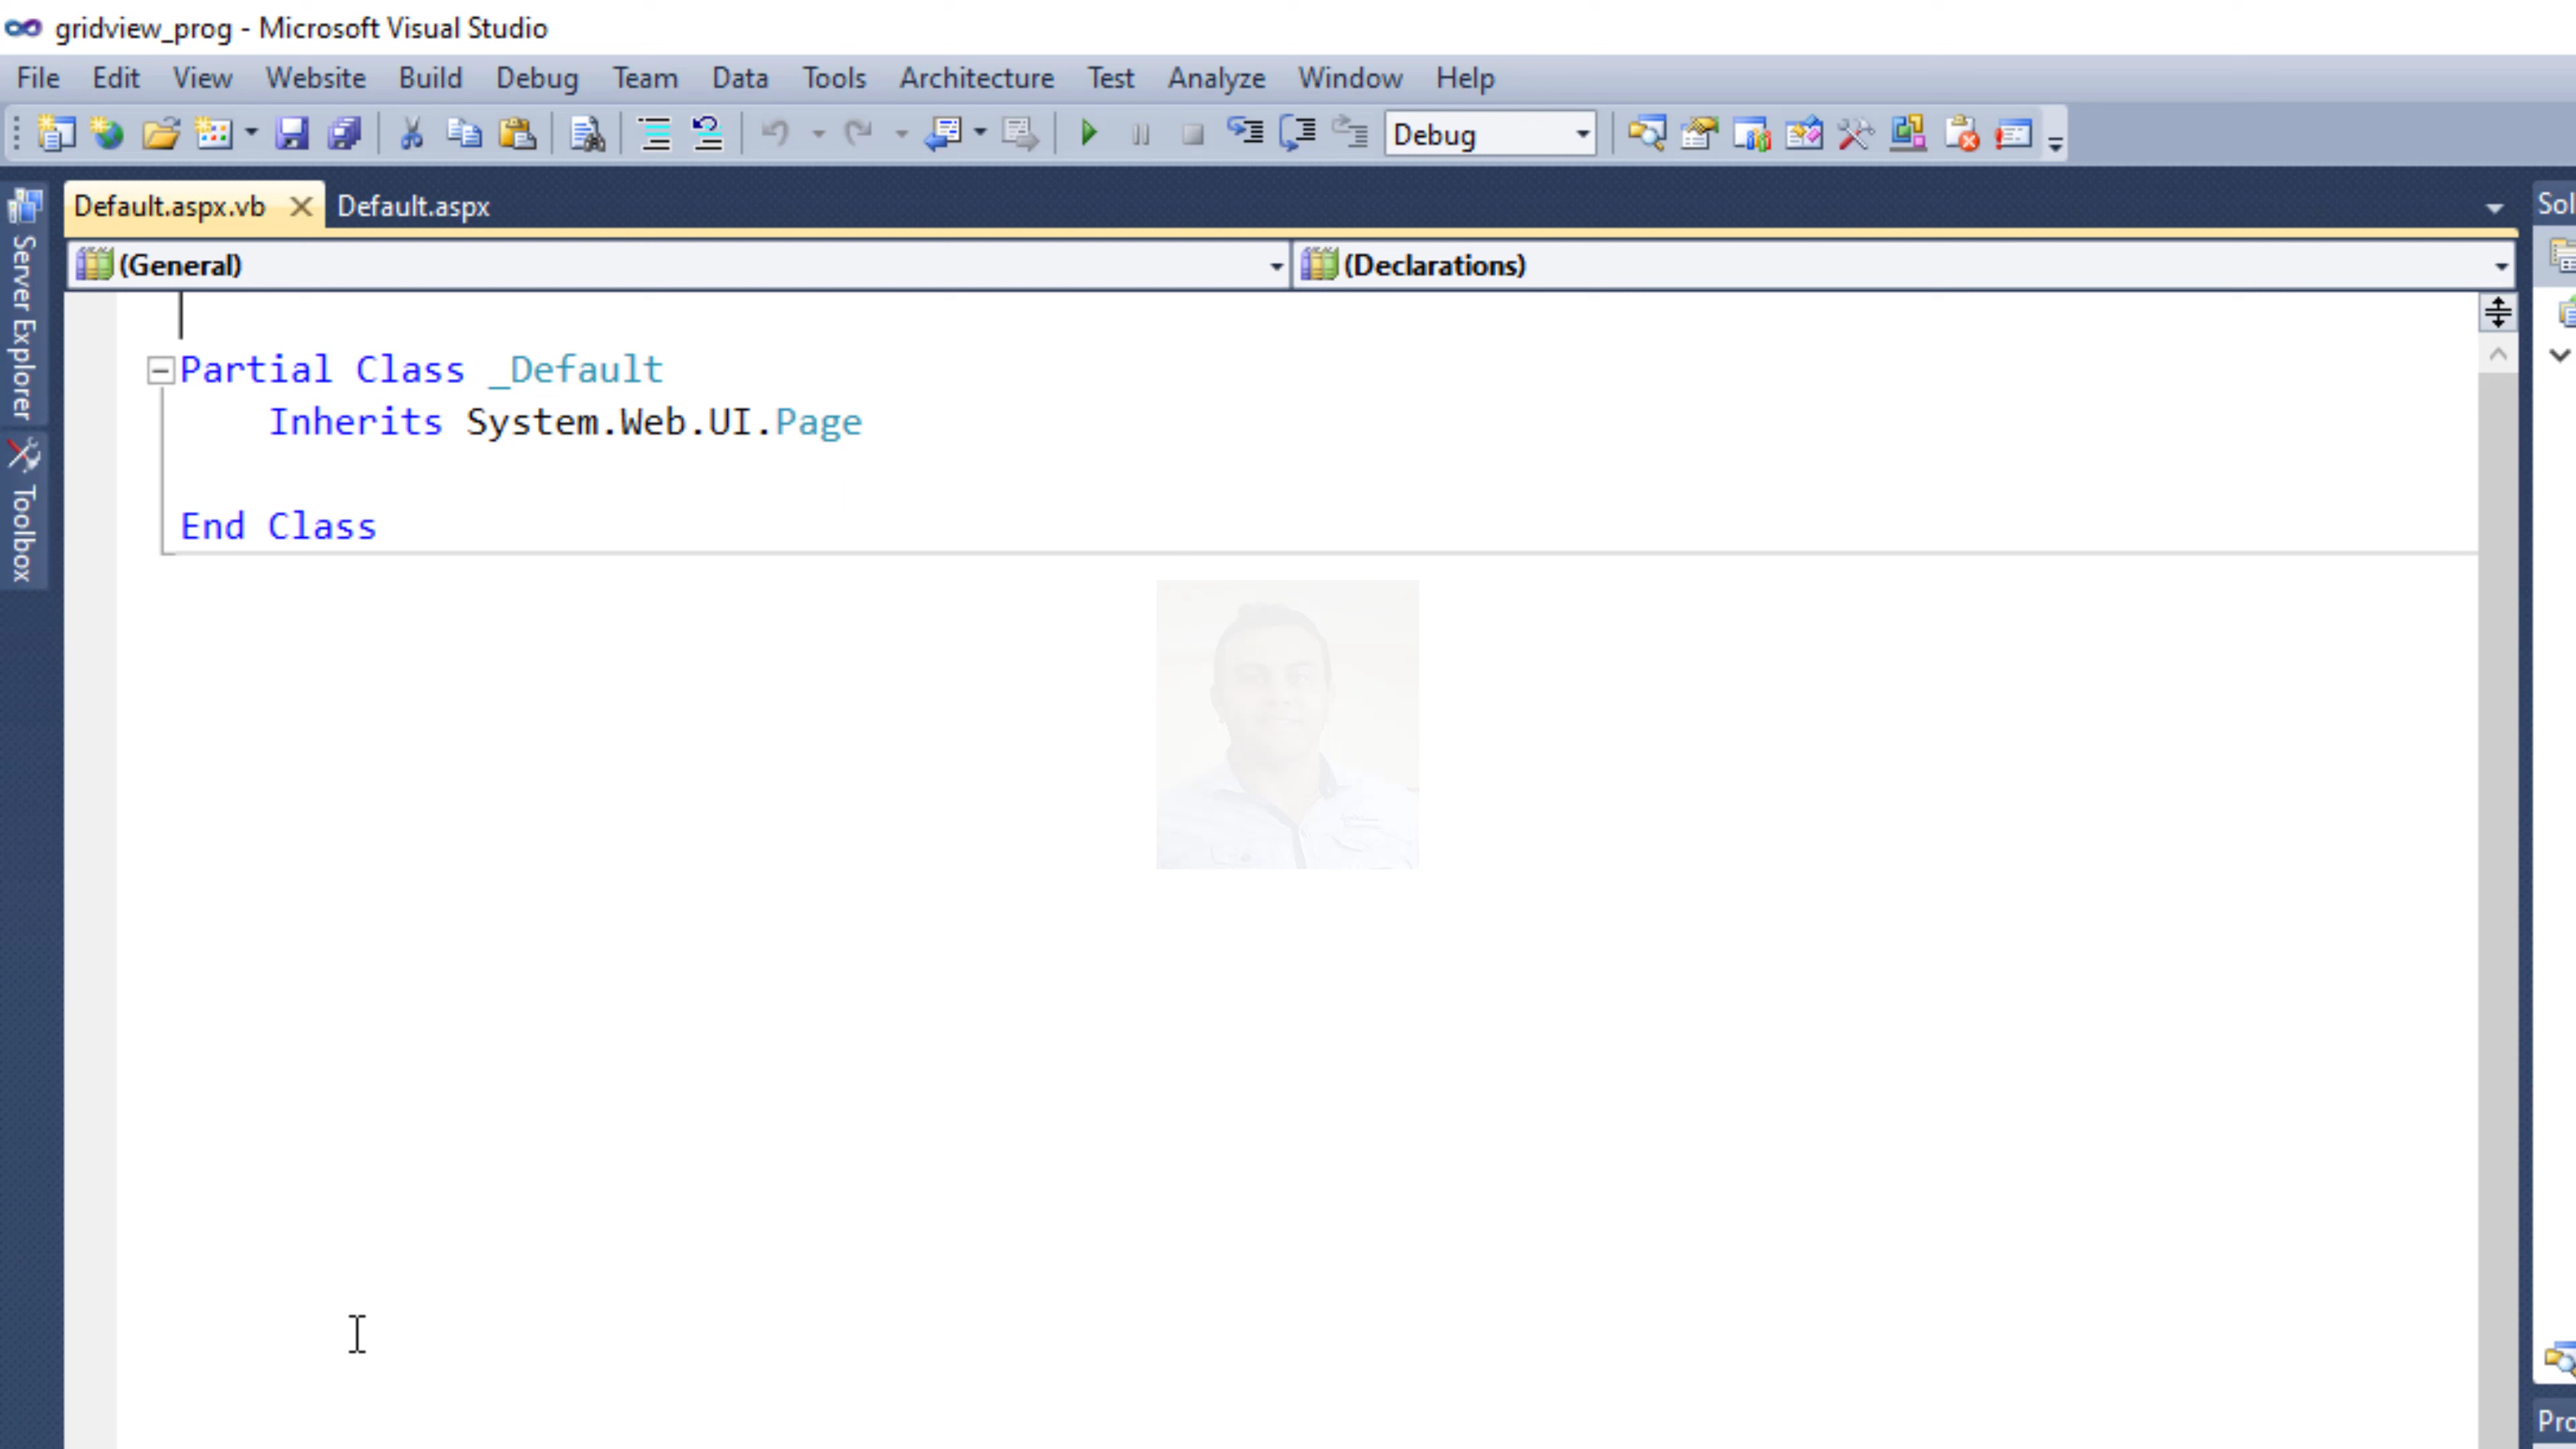 gridview_prog - Microsoft Visual Studio
File Edit View Website Build Debug Team Data Tools Architecture Test Analyze Window Help
Debug
Default.aspx.vb Default.aspx
Sol
(General) (Declarations)
Server Explorer
Toolbox
Partial Class _Default
Inherits System.Web.UI.Page
End Class
Pro